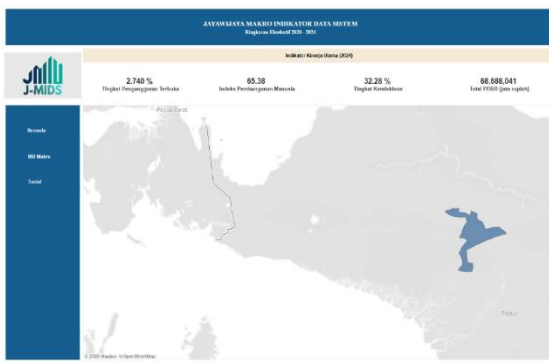 JAYAWIJAYA MAKRO INDIKATOR DATA SISTEM
Ringkasan Eksekutif 2020 - 2024
Indikator Kinerja Utama (2024)
J-MIDS
2.740 %
Tingkat Pengangguran Terbuka
65.38
Indeks Pembangunan Manusia
32.28 %
Tingkat Kemiskinan
68,688,041
Total PDRB (juta rupiah)
Beranda
Sosial
Papua Barat
Papua
© 2025 Mapbox © OpenStreetMap